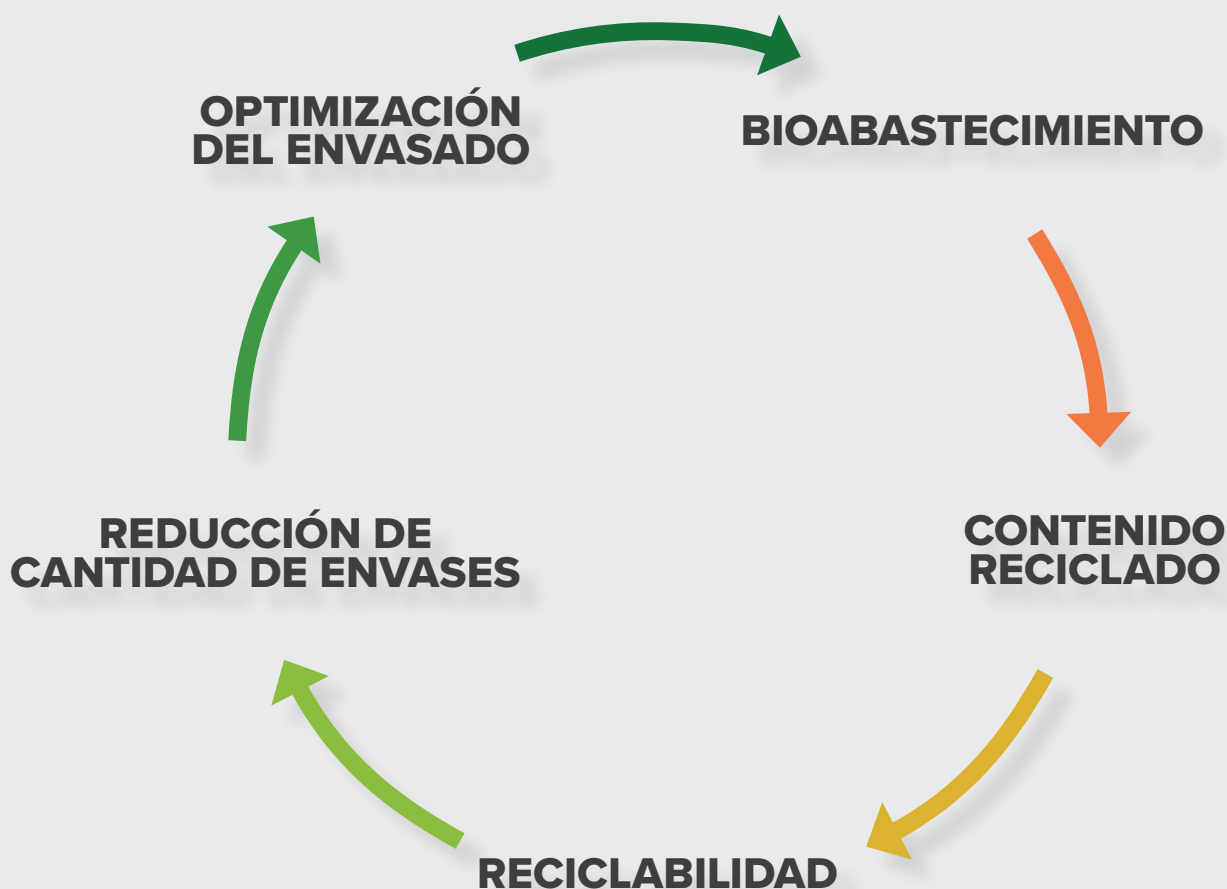 OPTIMIZACIÓN
DEL ENVASADO
BIOABASTECIMIENTO
CONTENIDO
RECICLADO
RECICLABILIDAD
REDUCCIÓN DE
CANTIDAD DE ENVASES